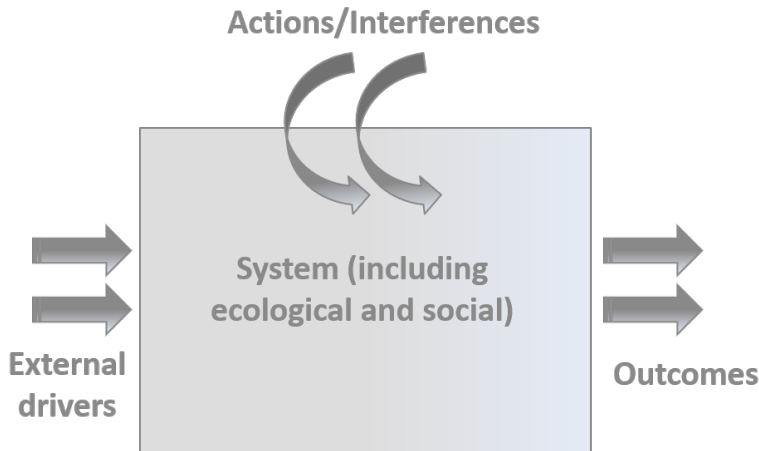 Actions/Interferences
System (including
ecological and social)
External
drivers
Outcomes